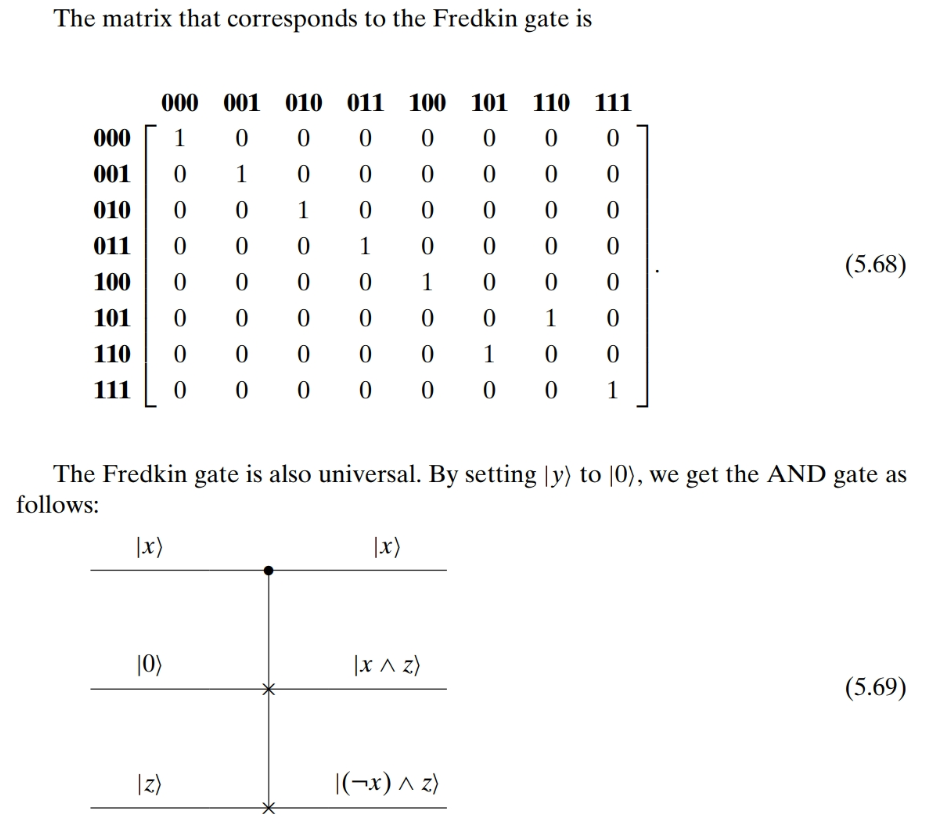 The matrix that corresponds to the Fredkin gate is
000 001 010 011 100 101 110 111
000 1 0 0 0 0 0 0 0
001 0 1 0 0 0 0 0 0
010 0 0 1 0 0 0 0 0
011 0 0 0 1 0 0 0 0
100 0 0 0 0 1 0 0 0
101 0 0 0 0 0 0 1 0
110 0 0 0 0 0 1 0 0
111 0 0 0 0 0 0 0 1
.
(5.68)
The Fredkin gate is also universal. By setting |y⟩ to |0⟩, we get the AND gate as
follows:
|x⟩ |x⟩
|0⟩ |x ∧ z⟩
(5.69)
|z⟩ |(¬x) ∧ z⟩